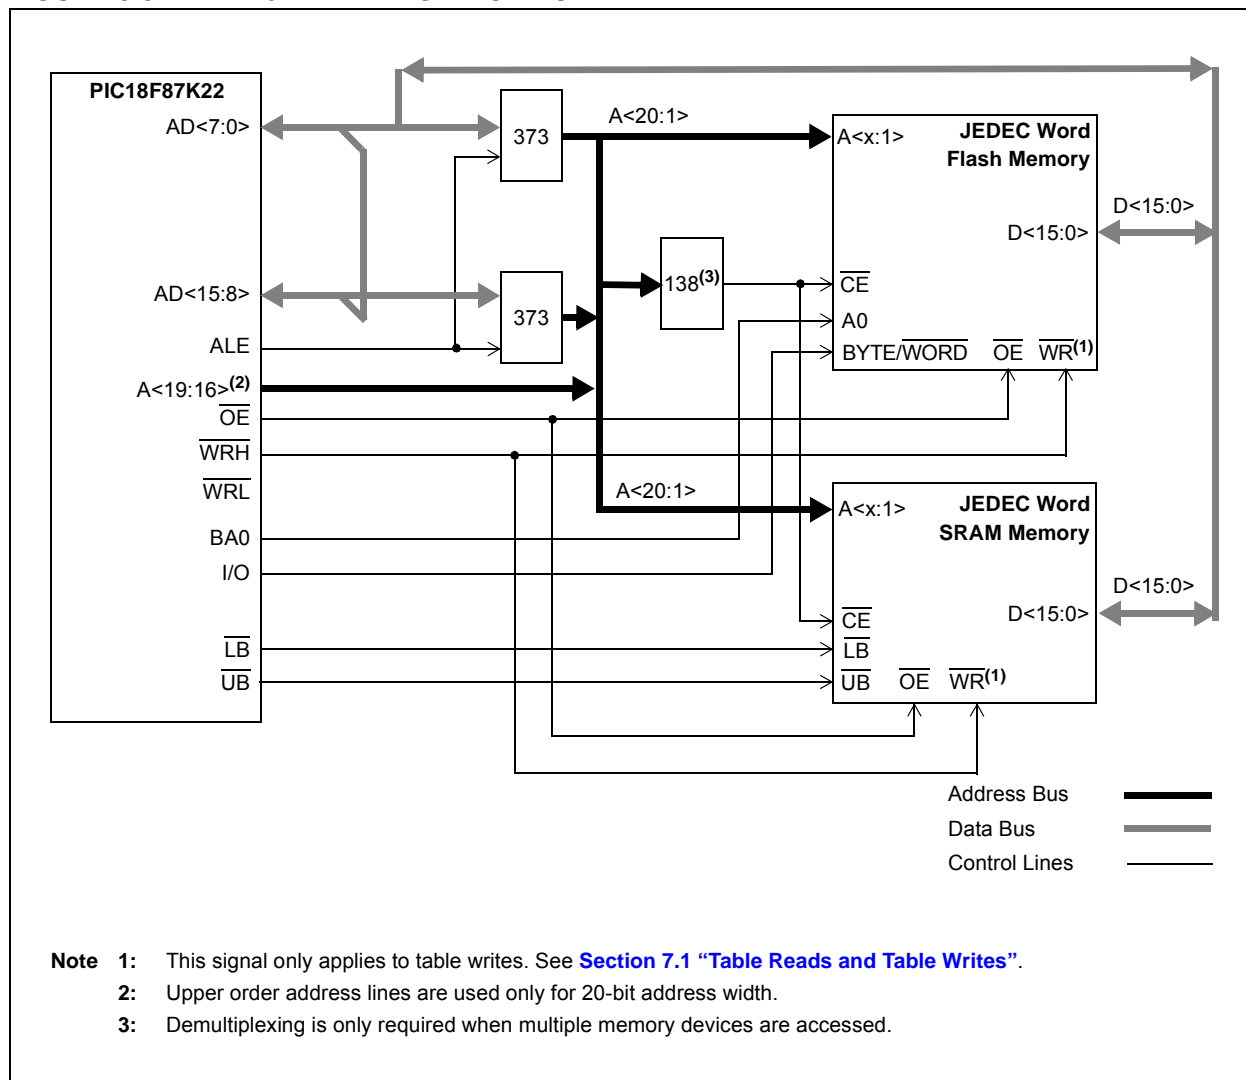 PIC18F87K22
AD<7:0>
373
A<20:1>
A<x:1>
JEDEC Word
Flash Memory
D<15:0>
D<15:0>
138(3)
CE
AD<15:8>
373
A0
ALE
BYTE/WORD OE WR(1)
A<19:16>(2)
OE
WRH
WRL
A<20:1>
A<x:1>
JEDEC Word
SRAM Memory
BA0
I/O
D<15:0>
D<15:0>
CE
LB
LB
UB
UB OE WR(1)
Address Bus
Data Bus
Control Lines
Note 1: This signal only applies to table writes. See Section 7.1 “Table Reads and Table Writes”.
2: Upper order address lines are used only for 20-bit address width.
3: Demultiplexing is only required when multiple memory devices are accessed.